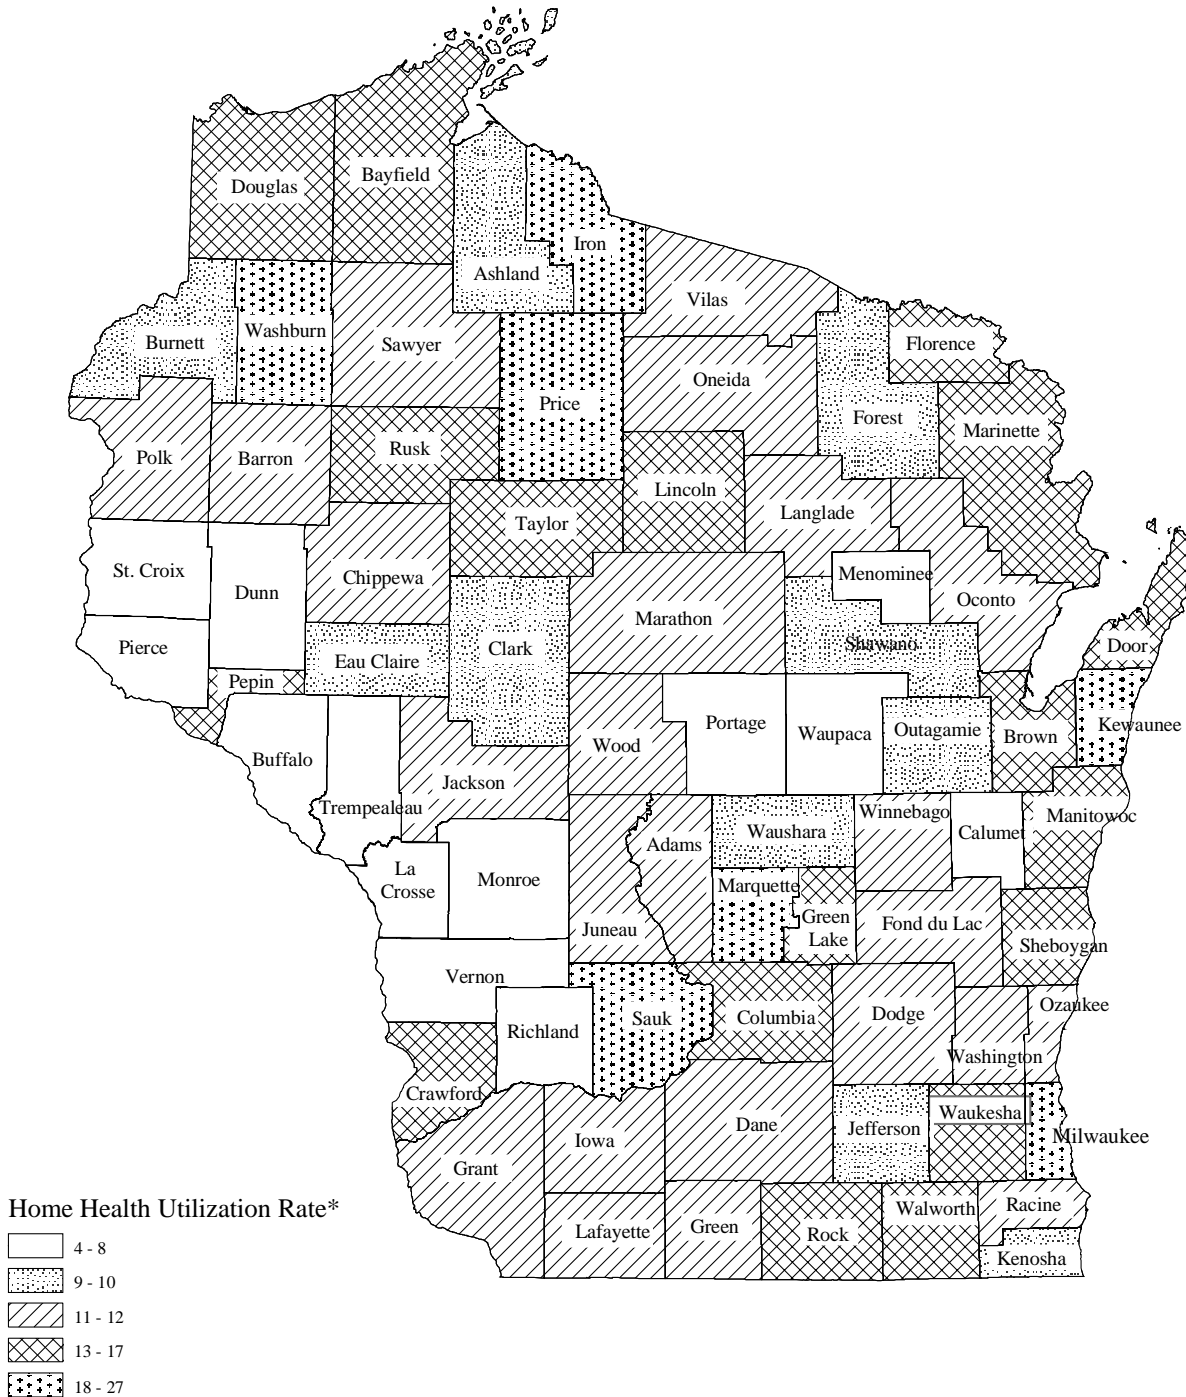 Bayfield
Douglas
Iron
Ashland
Vilas
Washburn
Burnett
Sawyer
Florence
Oneida
Price
Forest
Marinette
Rusk
Polk
Barron
Lincoln
Langlade
Taylor
St. Croix
Menominee
Chippewa
Dunn
Oconto
Marathon
Pierce
Clark
Shawano
Door
Eau Claire
Pepin
Portage
Kewaunee
Waupaca
Outagamie
Brown
Wood
Buffalo
Jackson
Trempealeau
Winnebago
Manitowoc
Waushara
Calumet
Adams
La
Crosse
Monroe
Marquette
Green
Lake
Fond du Lac
Juneau
Sheboygan
Vernon
Ozaukee
Dodge
Columbia
Sauk
Richland
Washington
Crawford
Waukesha
Dane
Jefferson
Milwaukee
Iowa
Grant
Racine
Walworth
Home Health Utilization Rate*
Green
Lafayette
Rock
4 - 8
Kenosha
9 - 10
11 - 12
13 - 17
18 - 27